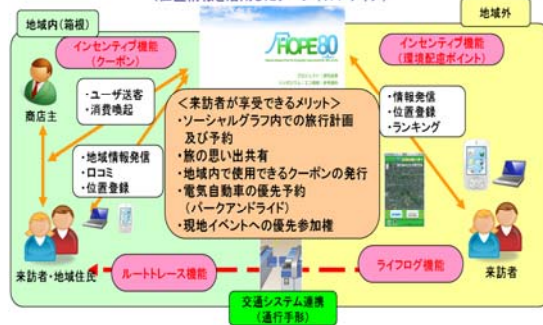 地域内(箱根)
地域外
インセンティブ機能
(クーポン)
インセンティブ機能
(環境配慮ポイント)
HOPE60
・ユーザ送客
・消費喚起
商店主
<来訪者が享受できるメリット>
・ソーシャルグラフ内での旅行計画
及び予約
・旅の思い出共有
・地域内で使用できるクーポンの発行
・電気自動車の優先予約
(パークアンドライド)
・現地イベントへの優先参加権
・情報発信
・位置登録
・ランキング
・地域情報発信
・口コミ
・位置登録
来訪者・地域住民
ルートトレース機能
ライフログ機能
来訪者
交通システム連携
(通行手形)